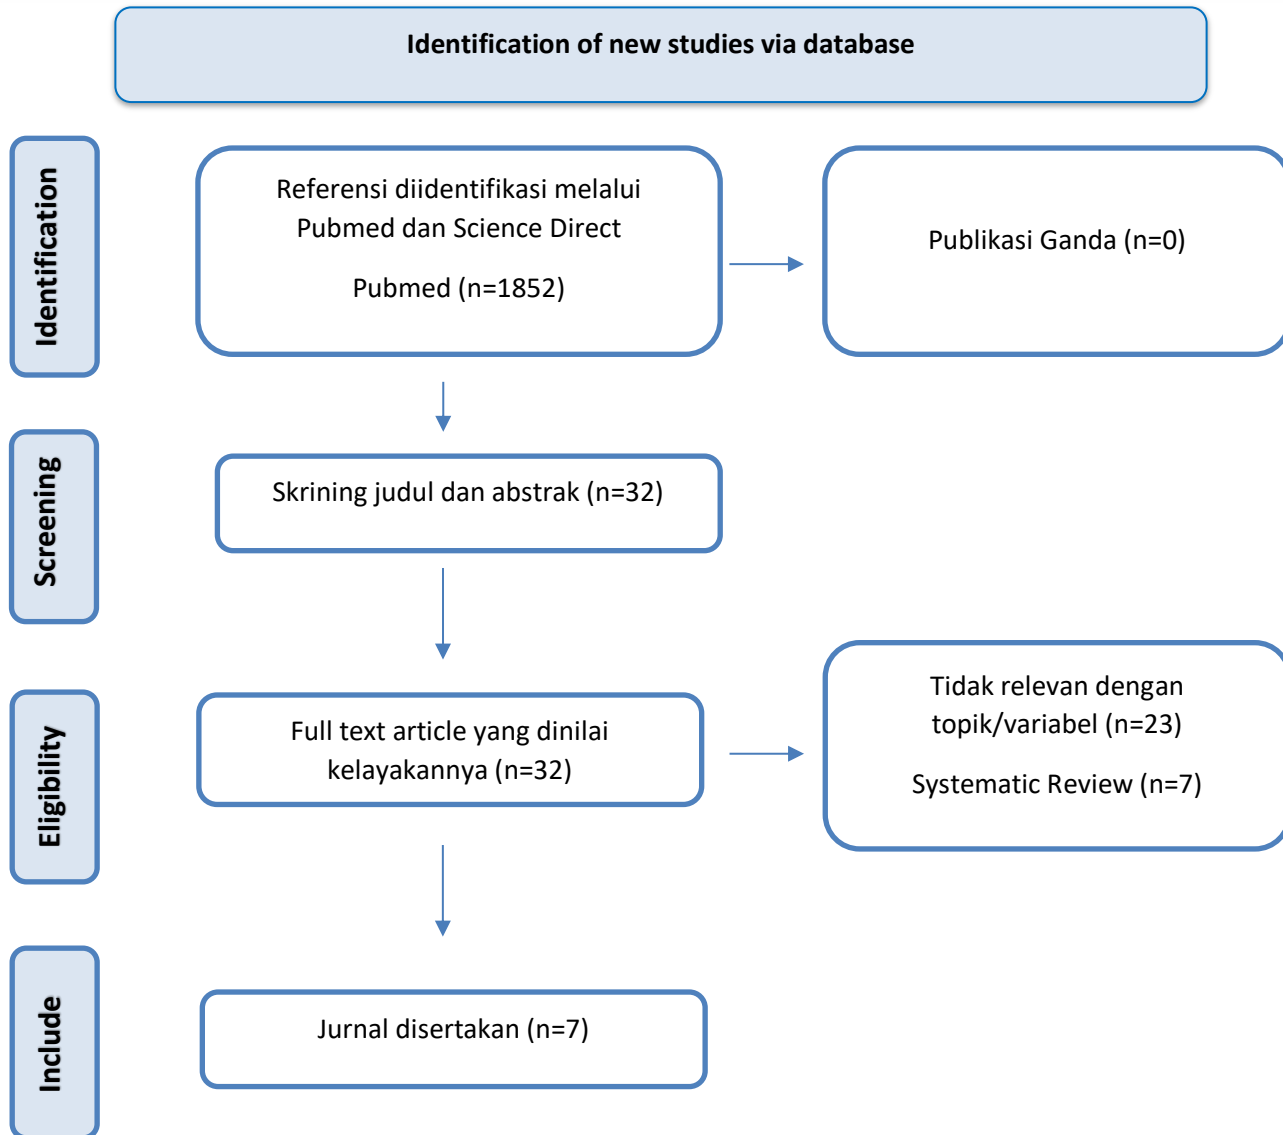 Identification of new studies via database
Identification
Referensi diidentifikasi melalui
Pubmed dan Science Direct
Pubmed (n=1852)
Publikasi Ganda (n=0)
Screening
Skrining judul dan abstrak (n=32)
Eligibility
Full text article yang dinilai
kelayakannya (n=32)
Tidak relevan dengan
topik/variabel (n=23)
Systematic Review (n=7)
Include
Jurnal disertakan (n=7)